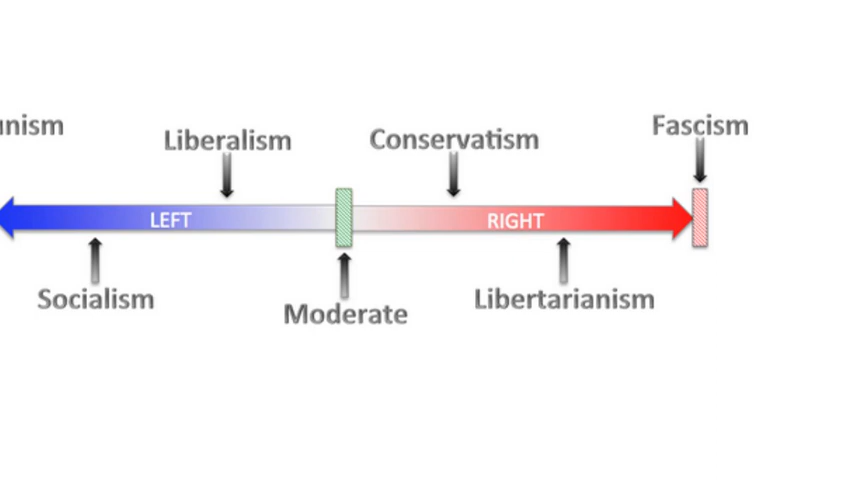 Liberalism
Conservatism
Fascism
LEFT
RIGHT
Socialism
Moderate
Libertarianism